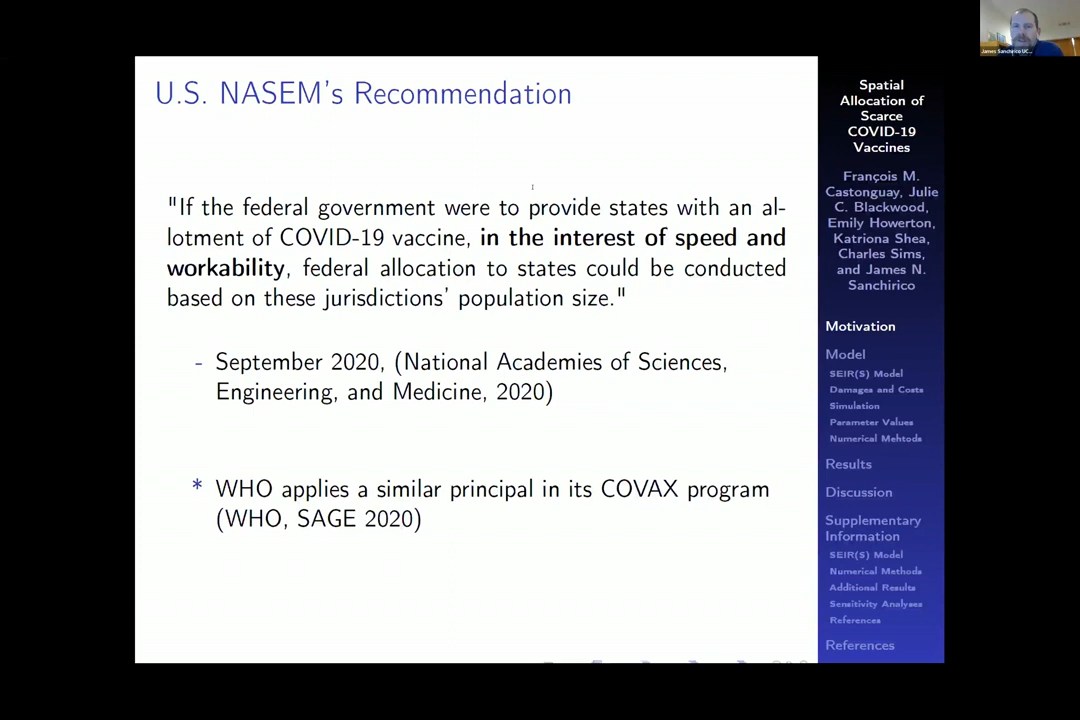 James Sanchirico UC...
U.S. NASEM's Recommendation
"If the federal government were to provide states with an al-
lotment of COVID-19 vaccine, in the interest of speed and
workability, federal allocation to states could be conducted
based on these jurisdictions' population size."
- September 2020, (National Academies of Sciences,
Engineering, and Medicine, 2020)
* WHO applies a similar principal in its COVAX program
(WHO, SAGE 2020)
Spatial
Allocation of
Scarce
COVID-19
Vaccines
François M.
Castonguay, Julie
C. Blackwood,
Emily Howerton,
Katriona Shea,
Charles Sims,
and James N.
Sanchirico
Motivation
Model
SEIR(S) Model
Damages and Costs
Simulation
Parameter Values
Numerical Mehtods
Results
Discussion
Supplementary
Information
SEIR(S) Model
Numerical Methods
Additional Results
Sensitivity Analyses
References
References